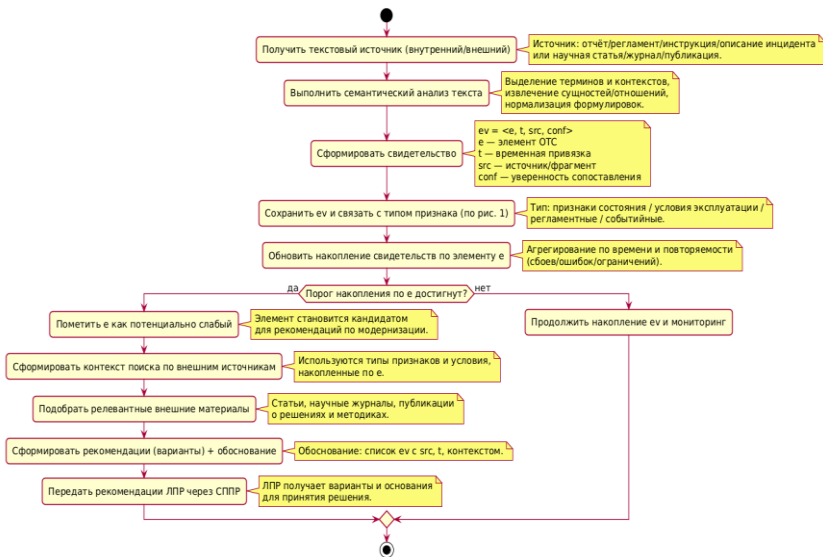 Получить текстовый источник (внутренний/внешний)
Источник: отчёт/регламент/инструкция/описание инцидента
или научная статья/журнал/публикация.
Выполнить семантический анализ текста
Выделение терминов и контекстов,
извлечение сущностей/отношений,
нормализация формулировок.
Сформировать свидетельство
ev = <e, t, src, conf>
e — элемент ОТС
t — временная привязка
src — источник/фрагмент
conf — уверенность сопоставления
Сохранить ev и связать с типом признака (по рис. 1)
Тип: признаки состояния / условия эксплуатации /
регламентные / событийные.
Обновить накопление свидетельств по элементу e
Агрегирование по времени и повторяемости
(сбоев/ошибок/ограничений).
да
Порог накопления по e достигнут?
нет
Пометить e как потенциально слабый
Элемент становится кандидатом
для рекомендаций по модернизации.
Продолжить накопление ev и мониторинг
Сформировать контекст поиска по внешним источникам
Используются типы признаков и условия,
накопленные по e.
Подобрать релевантные внешние материалы
Статьи, научные журналы, публикации
о решениях и методиках.
Сформировать рекомендации (варианты) + обоснование
Обоснование: список ev с src, t, контекстом.
Передать рекомендации ЛПР через СППР
ЛПР получает варианты и основания
для принятия решения.